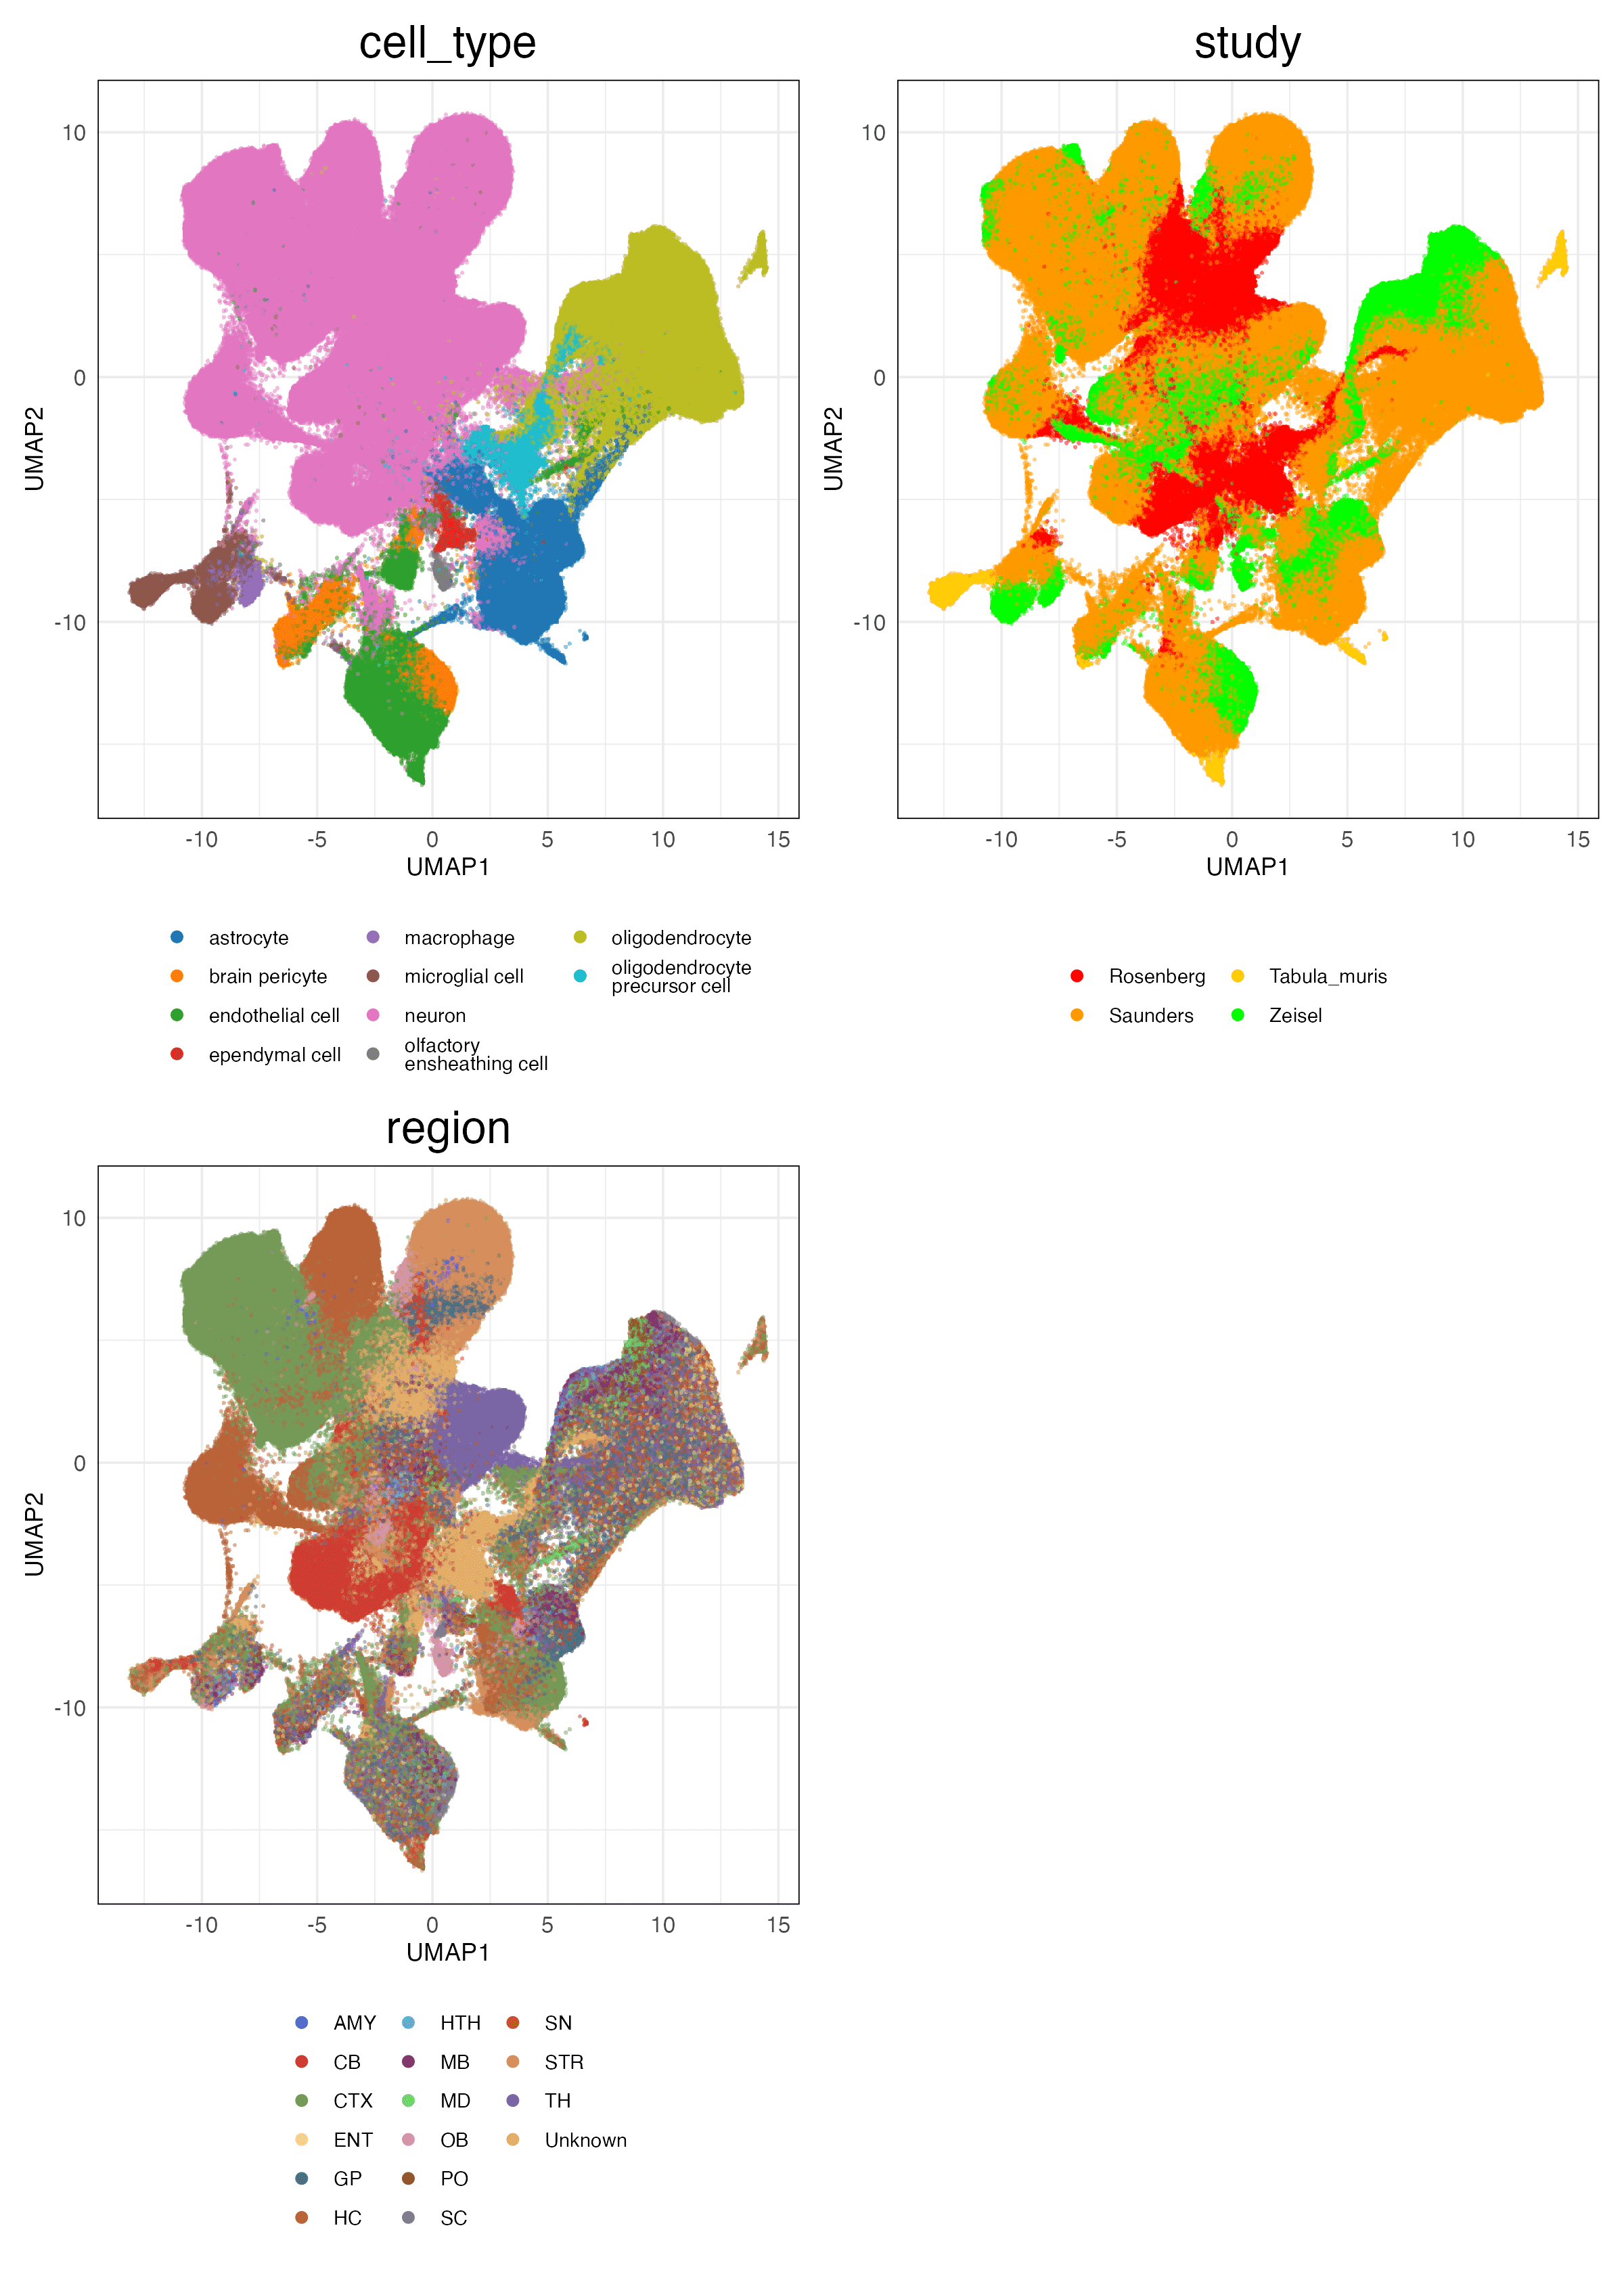 cell_type
study
10
0
-10
UMAP2
-10
-5
0
5
10
15
UMAP1
10
0
-10
UMAP2
-10
-5
0
5
10
15
UMAP1
astrocyte
brain pericyte
endothelial cell
ependymal cell
macrophage
microglial cell
neuron
olfactory
ensheathing cell
oligodendrocyte
oligodendrocyte
precursor cell
Rosenberg
Saunders
Tabula_muris
Zeisel
region
10
0
-10
UMAP2
-10
-5
0
5
10
15
UMAP1
AMY
CB
CTX
ENT
GP
HC
HTH
MB
MD
OB
PO
SC
SN
STR
TH
Unknown